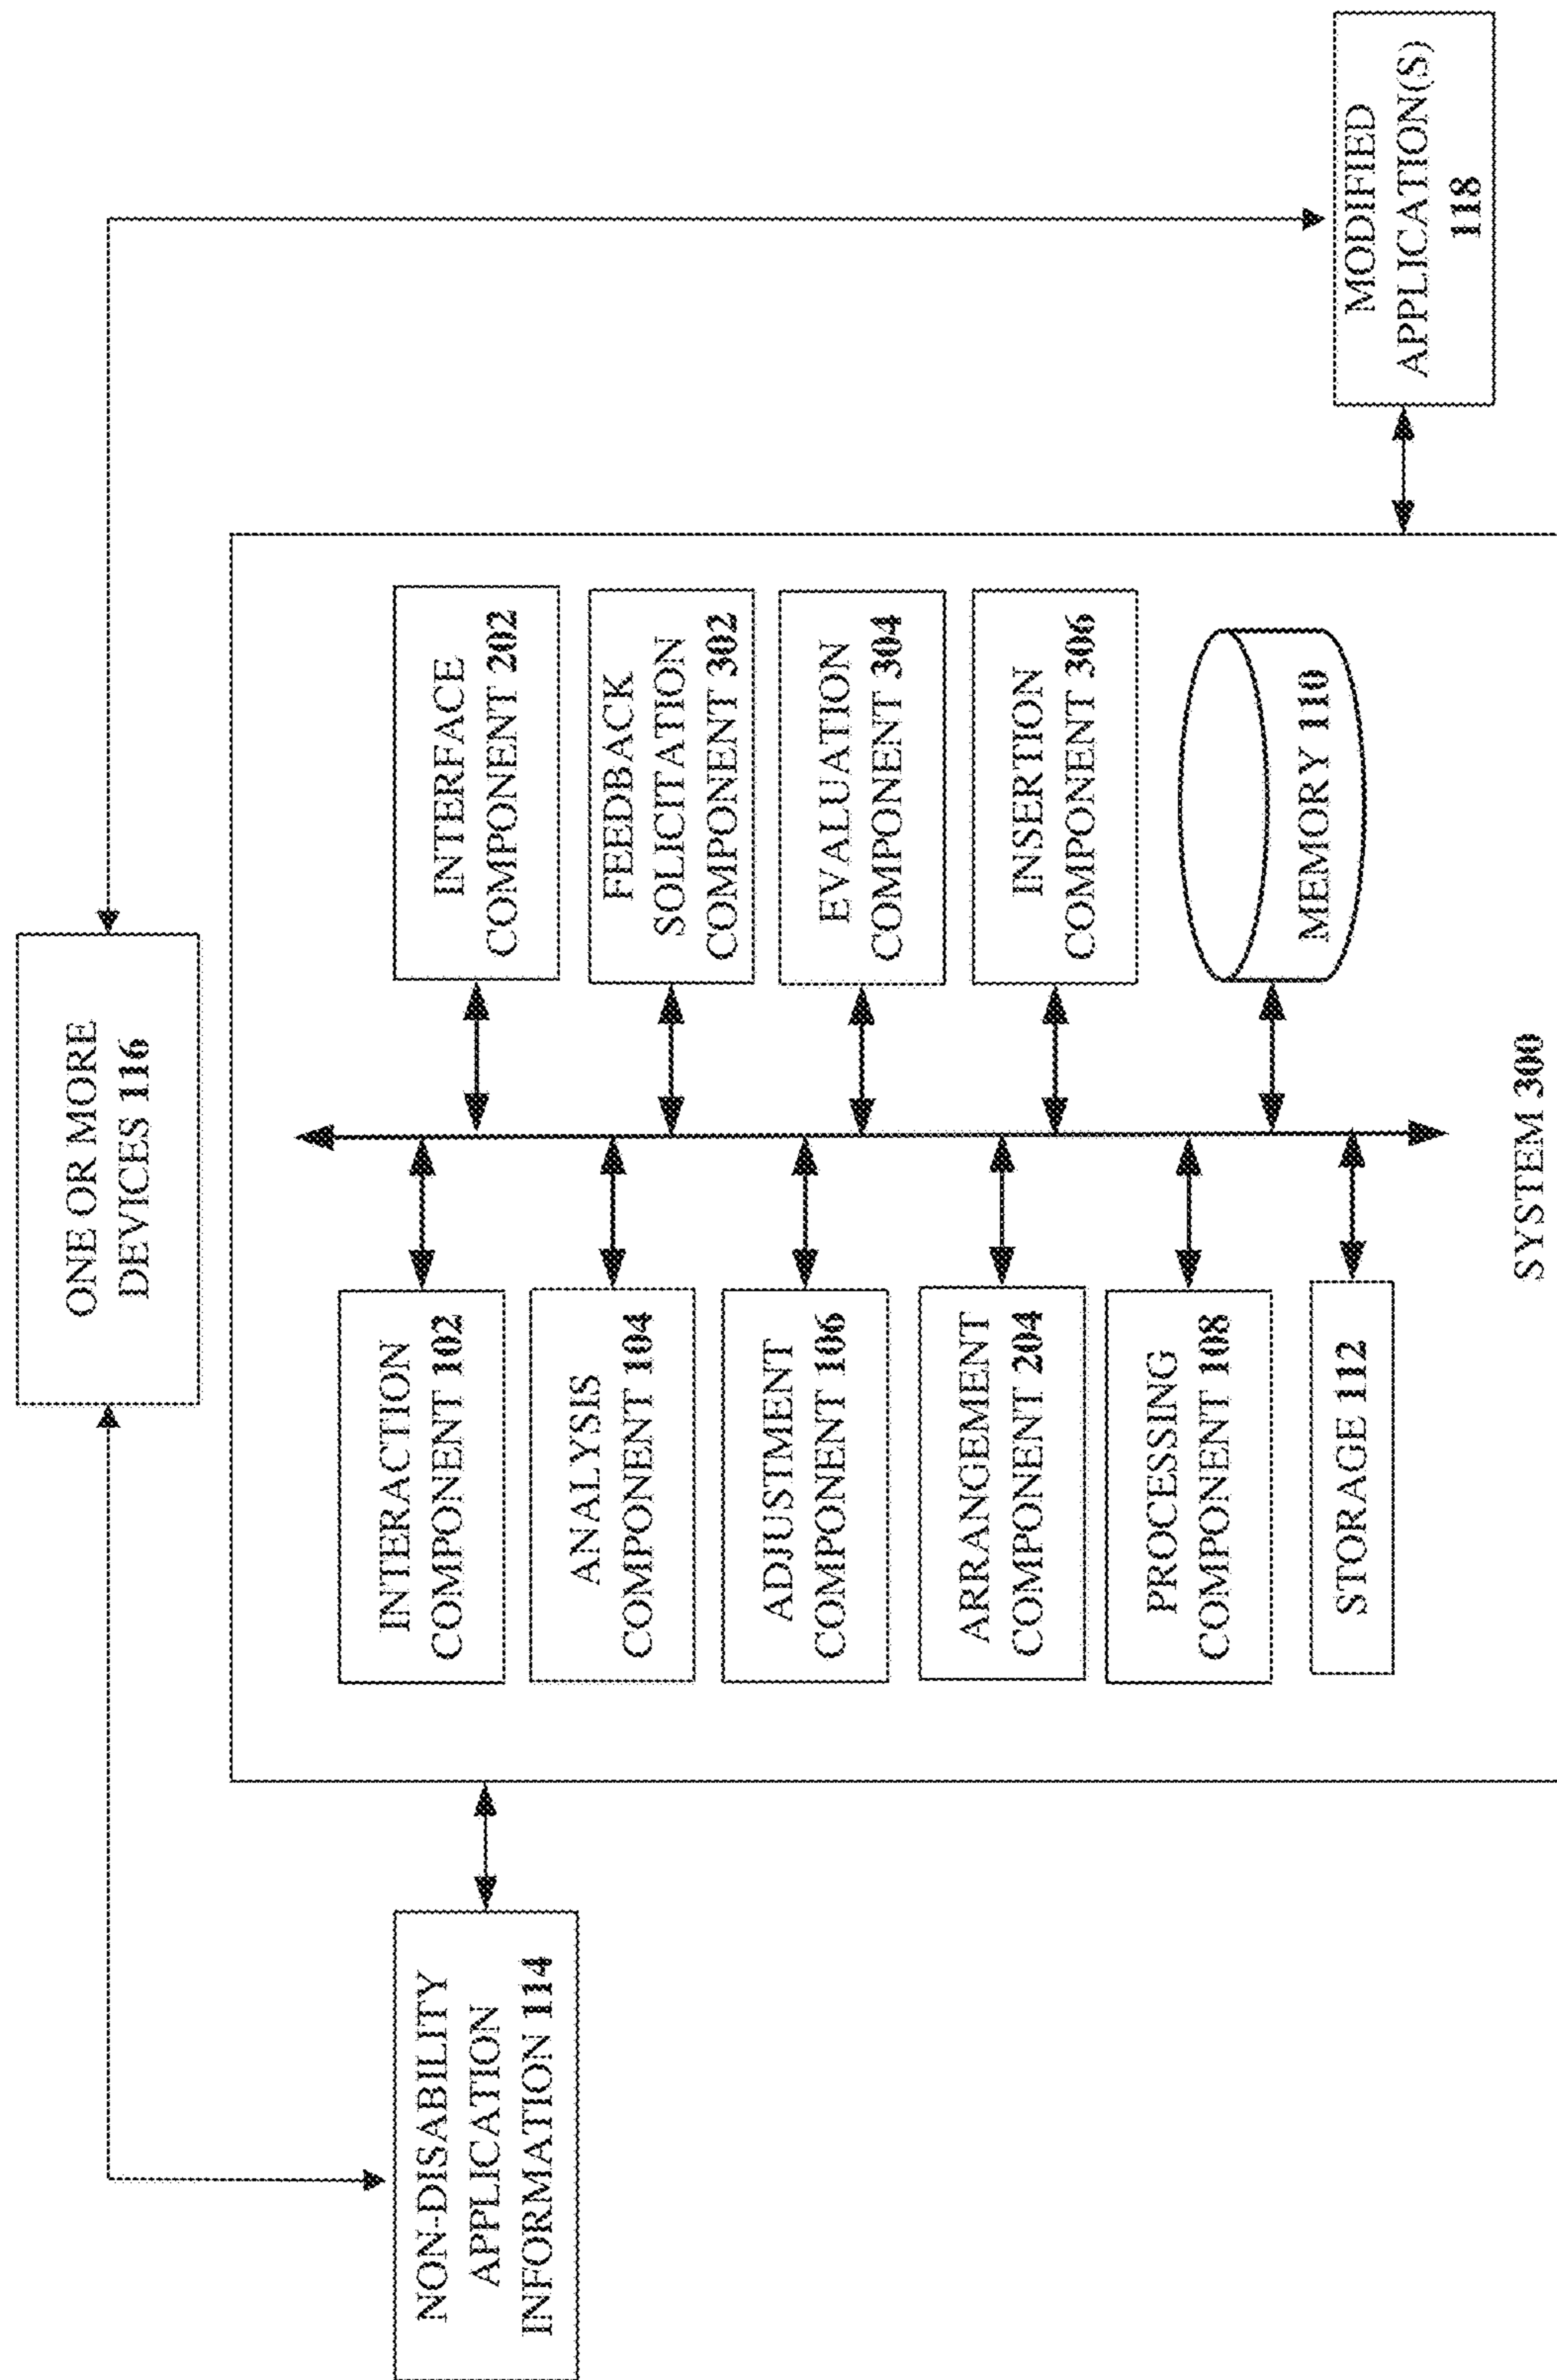 ONE OR MORE
DEVICES 116
NON-DISABILITY
APPLICATION
INFORMATION 114
INTERACTION
COMPONENT 102
ANALYSIS
COMPONENT 104
ADJUSTMENT
COMPONENT 106
ARRANGEMENT
COMPONENT 204
PROCESSING
COMPONENT 108
STORAGE 112
INTERFACE
COMPONENT 202
FEEDBACK
SOLICITATION
COMPONENT 302
EVALUATION
COMPONENT 304
INSERTION
COMPONENT 306
MEMORY 110
SYSTEM 300
MODIFIED
APPLICATION(S)
118